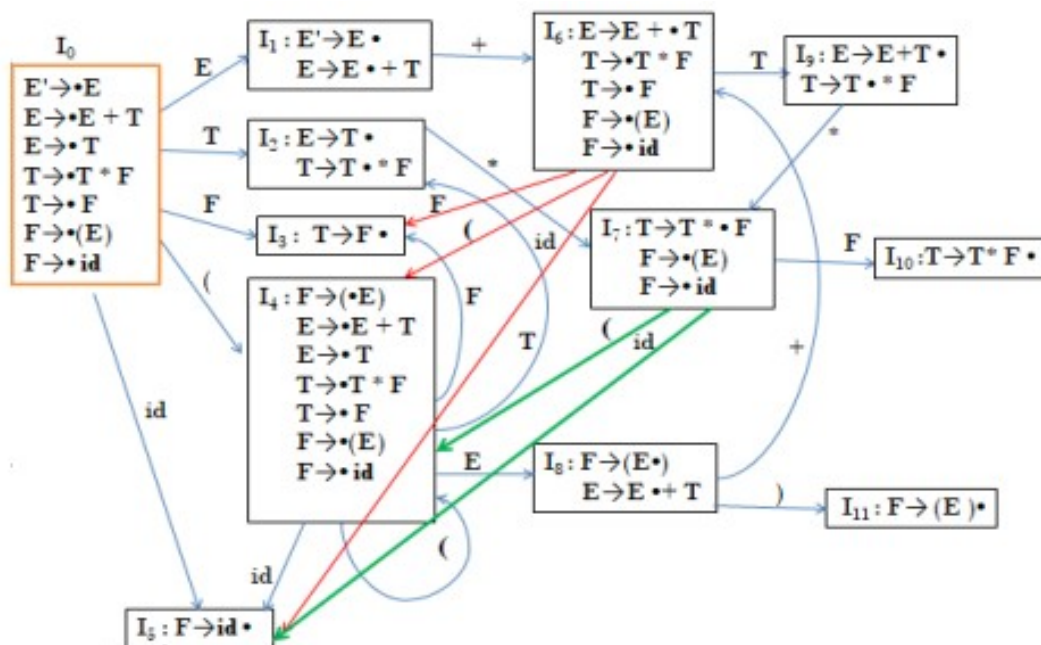 I0
E'→•E
E→•E + T
E→• T
T→•T * F
T→• F
F→•(E)
F→• id
E
T
F
(
id
I1 : E'→E •
E→E • + T
+
I2 : E→T •
T→T • * F
*
I3 : T→F •
F
(
id
I4 : F→(•E)
E→•E + T
E→• T
T→•T * F
T→• F
F→•(E)
F→• id
F
T
E
(
id
I5 : F→id •
I6 : E→E + • T
T→•T * F
T→• F
F→•(E)
F→• id
T
I9 : E→E+T •
T→T • * F
*
I7 : T→T * • F
F→•(E)
F→• id
F
I10 :T→T* F •
(
id
+
I8 : F→(E•)
E→E •+ T
)
I11 : F→ (E )•